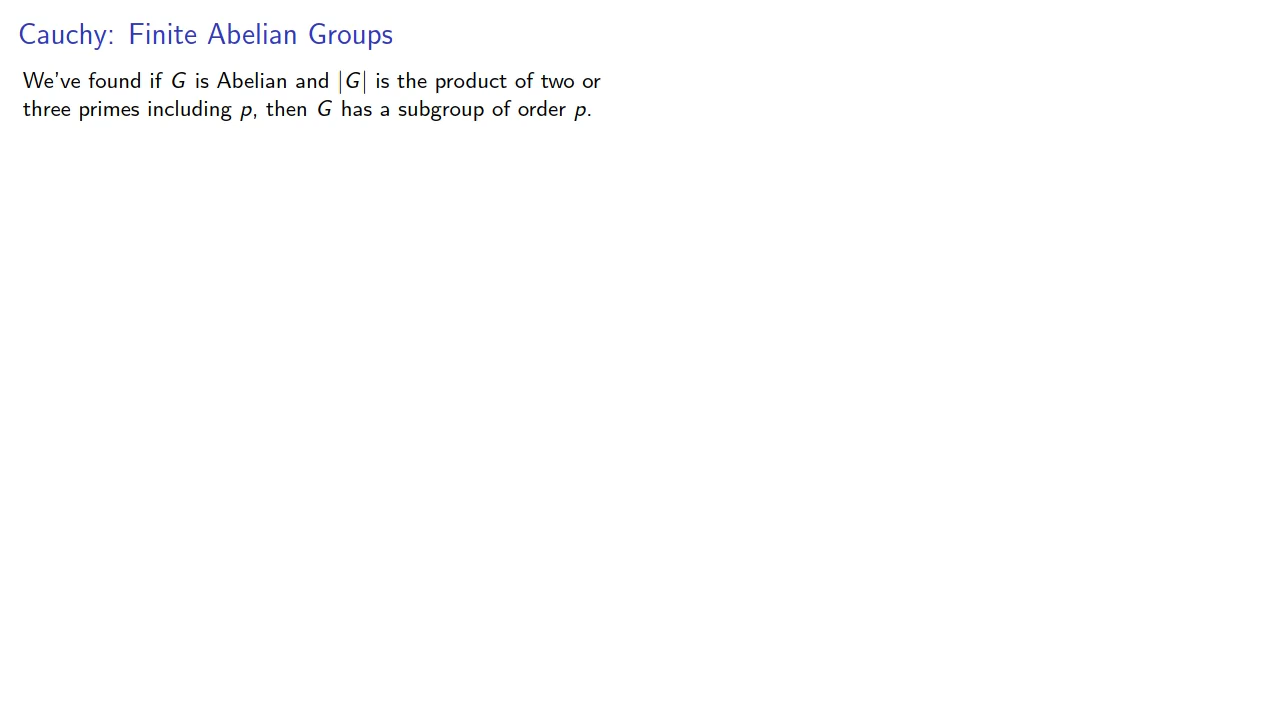 Cauchy: Finite Abelian Groups
We've found if G is Abelian and |G| is the product of two or
three primes including p, then G has a subgroup of order p.